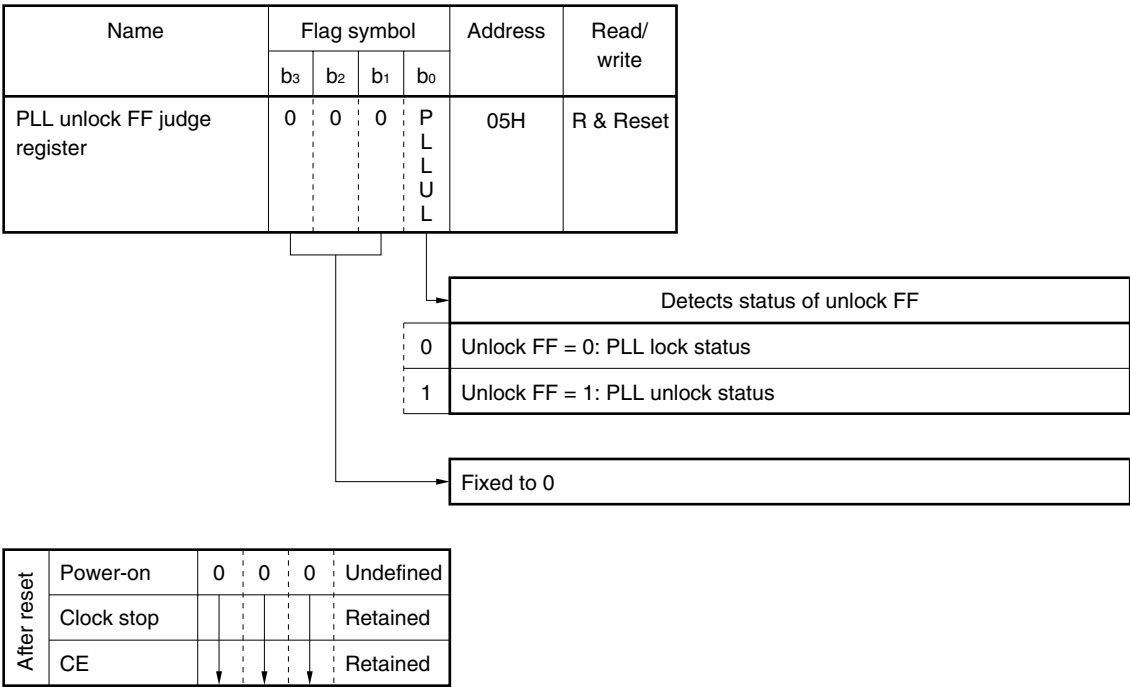 Name Flag symbol Address Read/
write
b3 b2 b1 b0
PLL unlock FF judge 0 0 0 P 05H R & Reset
register L
L
U
L
Detects status of unlock FF
0 Unlock FF = 0: PLL lock status
1 Unlock FF = 1: PLL unlock status
Fixed to 0
After reset
Power-on 0 0 0 Undefined
Clock stop Retained
CE Retained